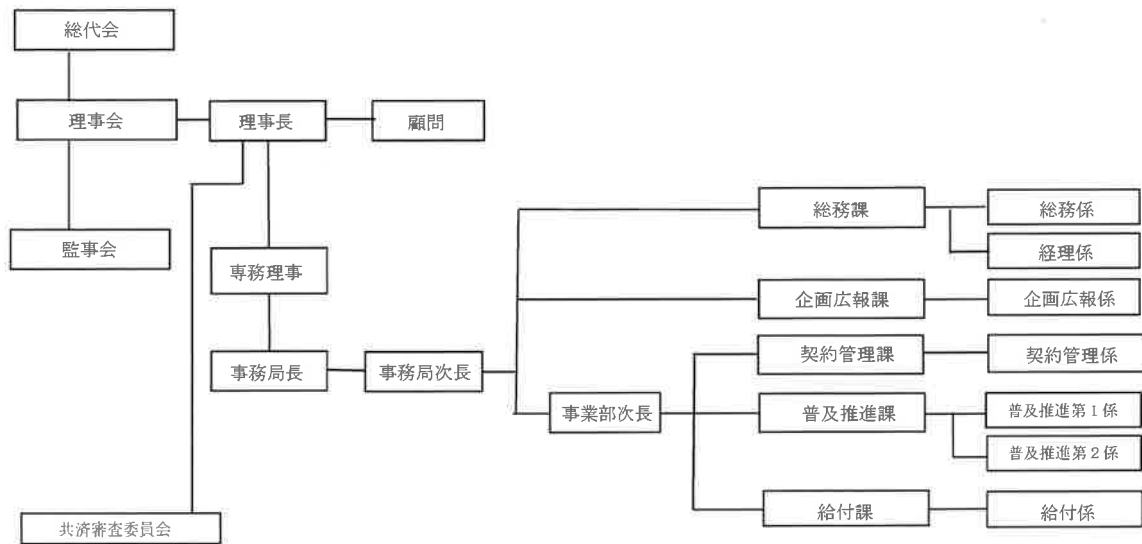 総代会
理事会
理事長
顧問
監事会
専務理事
事務局長
事務局次長
共済審査委員会
事業部次長
総務課
総務係
経理係
企画広報課
企画広報係
契約管理課
契約管理係
普及推進課
普及推進第1係
普及推進第2係
給付課
給付係